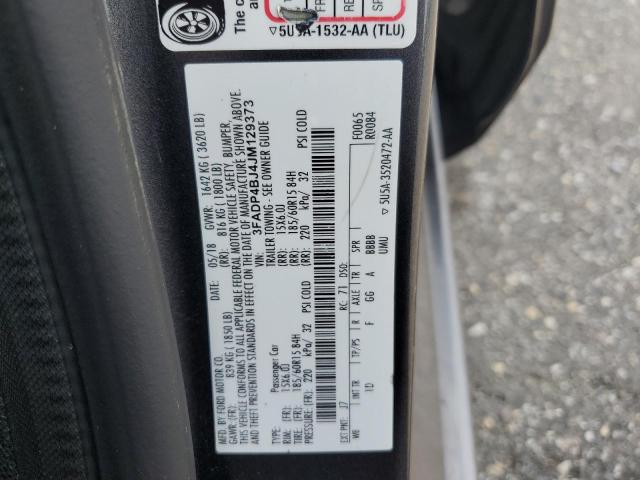 The c
FR
RE
SP
▽5U5A-1532-AA (TLU)
MFD. BY FORD MOTOR CO.
DATE: 05/18 GVWR: 1642 KG ( 3620 LB)
GAWR: (FR): 839 KG ( 1850 LB) (RR): 816 KG ( 1800 LB)
THIS VEHICLE CONFORMS TO ALL APPLICABLE FEDERAL MOTOR VEHICLE SAFETY, BUMPER,
AND THEFT PREVENTION STANDARDS IN EFFECT ON THE DATE OF MANUFACTURE SHOWN ABOVE.
VIN: 3FADP4BJ4JM129373
TYPE: Passenger Car TRAILER TOWING - SEE OWNER GUIDE
RIM: (FR): 15X6.0J (RR): 15X6.0J
TIRE: (FR): 185/60R15 84H (RR): 185/60R15 84H
PRESSURE: (FR): 220 kPa/ 32 PSI COLD (RR): 220 kPa/ 32 PSI COLD
EXT PNT: J7 RC: 71 DSO: F0065
WB INT TR TP/PS R AXLE TR SPR R0084
1D F GG A BBBB
UMU ▽5U5A-3520472-AA